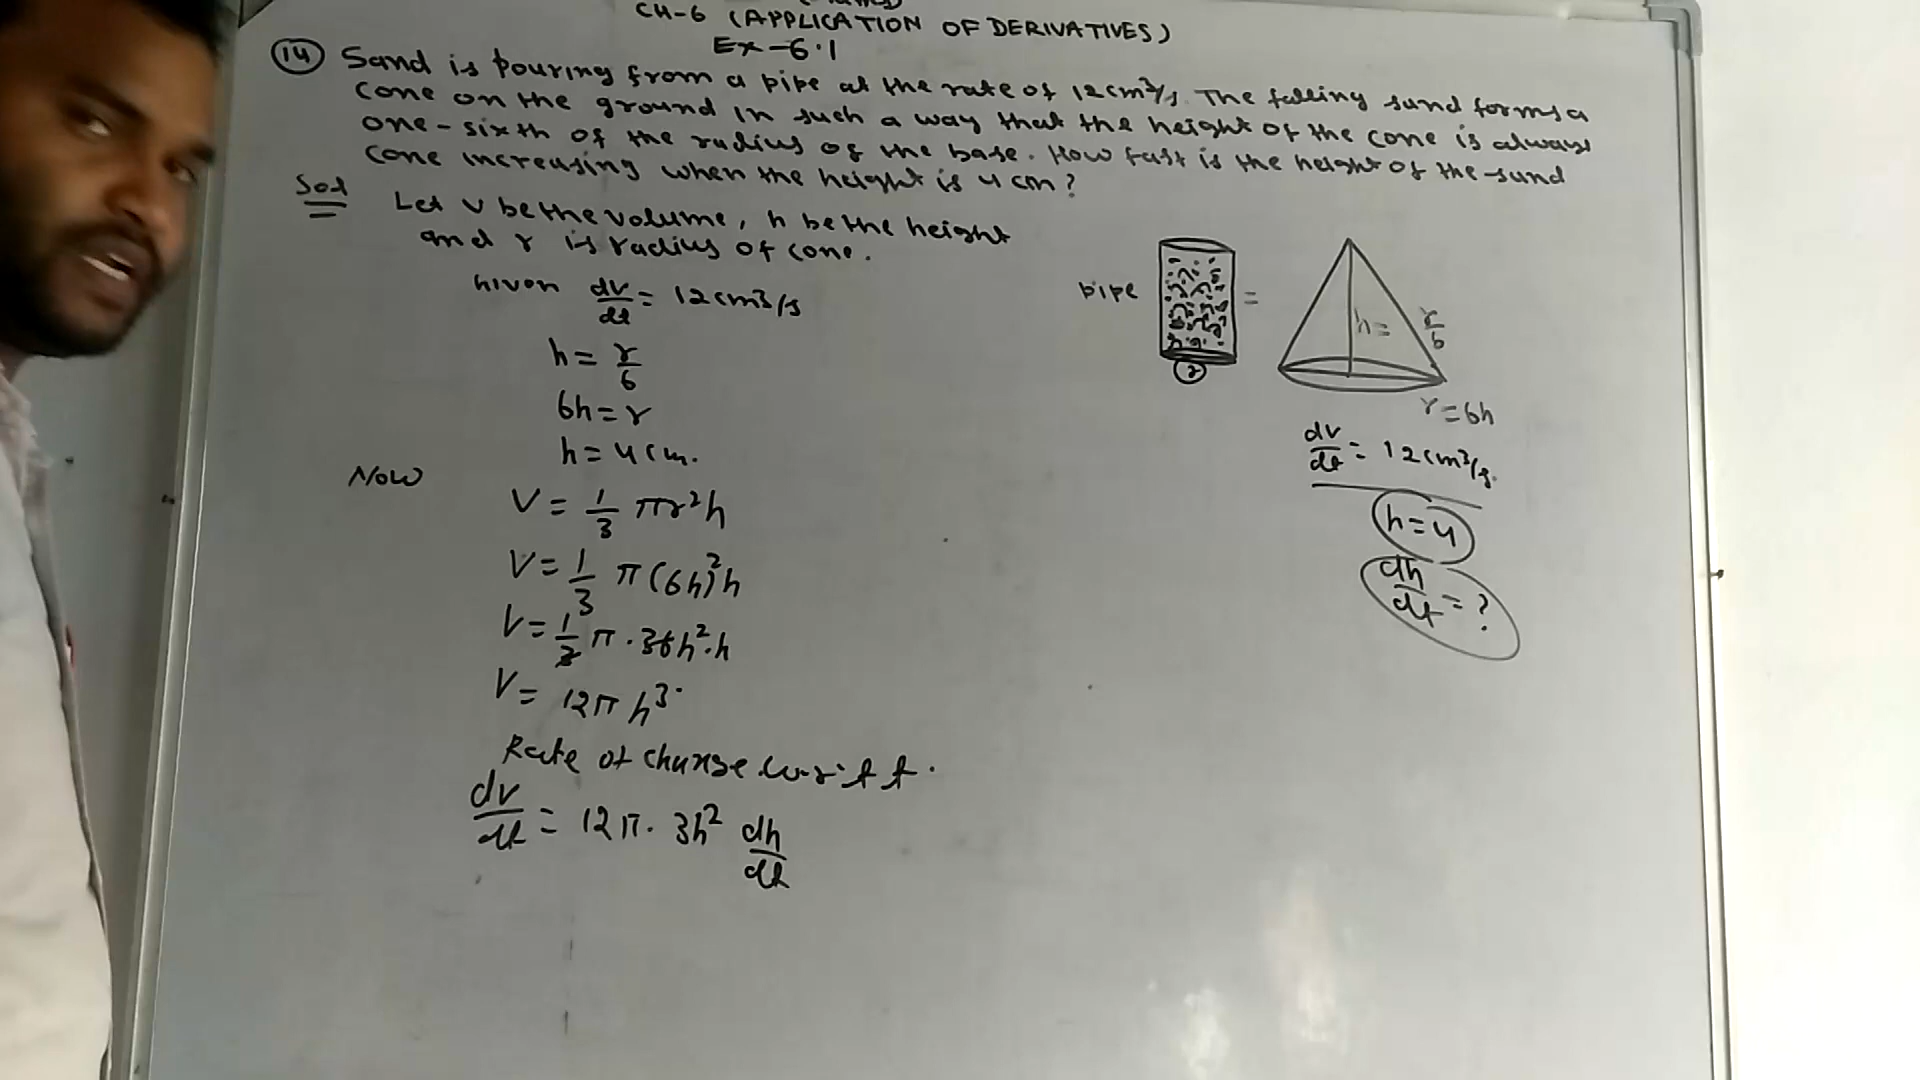 CH-6 (APPLICATION OF DERIVATIVES)
Ex-6.1
(14) Sand is pouring from a pipe at the rate of 12cm³/s. The falling sand forms a
cone on the ground in such a way that the height of the cone is always
one-sixth of the radius of the base. How fast is the height of the sand
cone increasing when the height is 4 cm?
Sol
Let v be the volume, h be the height
and r is radius of cone.
Given dv/dt = 12cm³/s
h = r/6
6h = r
h = 4cm.
Now
V = 1/3 πr²h
V = 1/3 π(6h)²h
V = 1/3 π·36h²·h
V = 12πh³·
Rate of change w.r.t t.
dv/dt = 12π· 3h² dh/dt
pipe
=
h =
r/6
r = 6h
dv/dt = 12cm³/s.
h = 4
dh/dt = ?